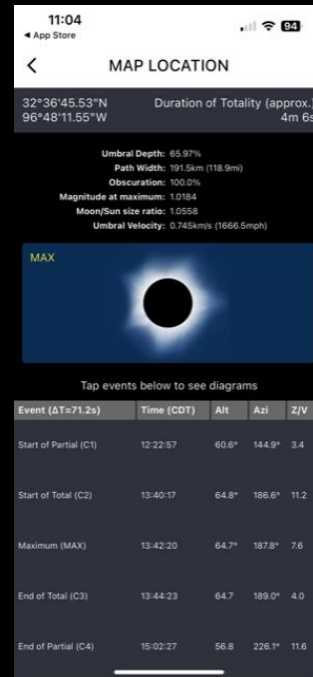 11:04
94
◄ App Store
MAP LOCATION
32°36'45.53"N
96°48'11.55"W
Duration of Totality (approx.)
4m 6s
Umbral Depth: 65.97%
Path Width: 191.5km (118.9mi)
Obscuration: 100.0%
Magnitude at maximum: 1.0184
Moon/Sun size ratio: 1.0558
Umbral Velocity: 0.745km/s (1666.5mph)
MAX
Tap events below to see diagrams
Event (ΔT=71.2s) Time (CDT) Alt Azi Z/V
Start of Partial (C1) 12:22:57 60.6° 144.9° 3.4
Start of Total (C2) 13:40:17 64.8° 186.6° 11.2
Maximum (MAX) 13:42:20 64.7° 187.8° 7.6
End of Total (C3) 13:44:23 64.7 189.0° 4.0
End of Partial (C4) 15:02:27 56.8 226.1° 11.6